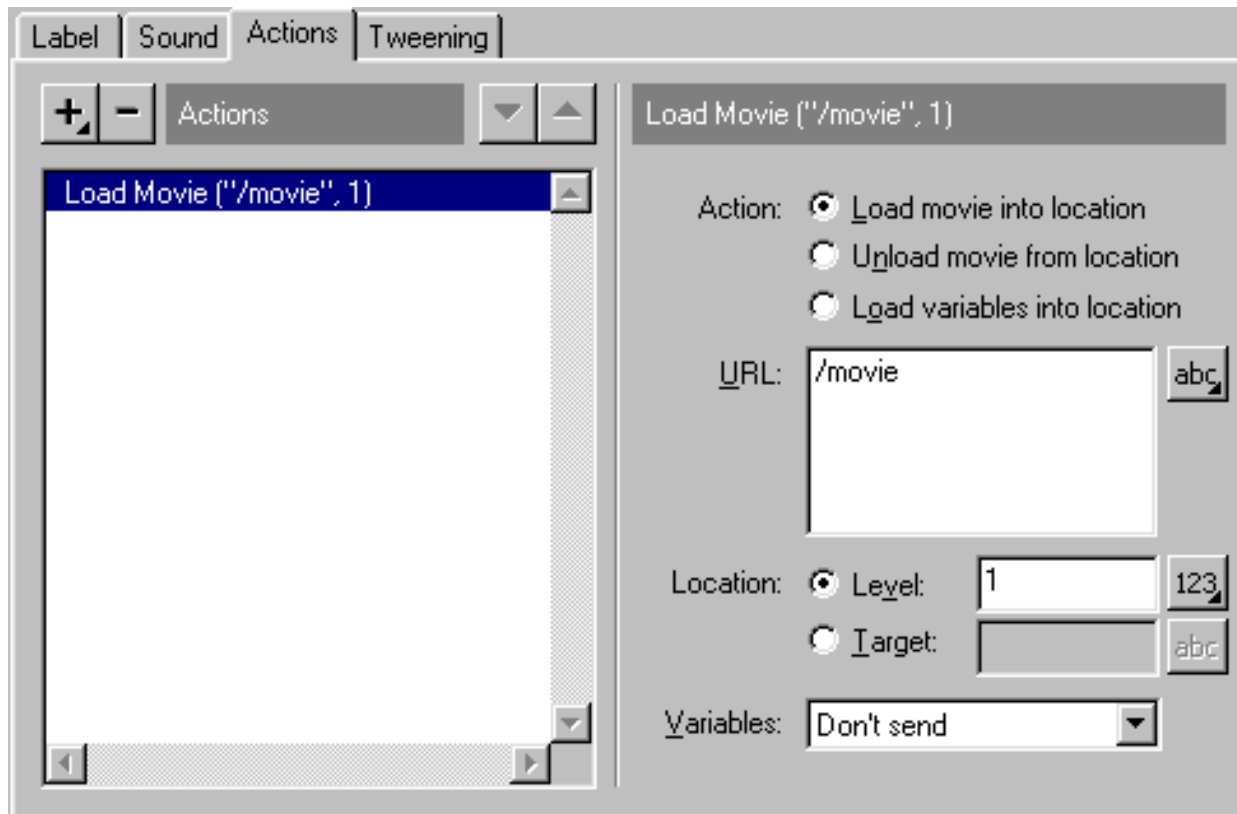 Label Sound Actions Tweening
+ - Actions
Load Movie ("/movie", 1)
Load Movie ("/movie", 1)
Action: Load movie into location
Unload movie from location
Load variables into location
URL: /movie abc
Location: Level: 1 123
Target: abc
Variables: Don't send